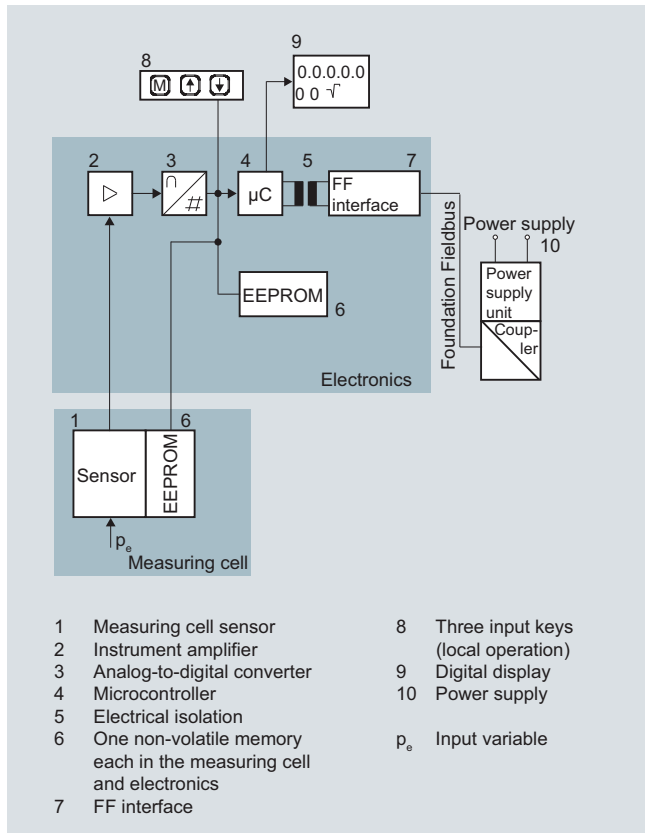 8
M
9
0.0.0.0.0
0 0 √
2
3
∩
#
4
µC
5
7
FF
interface
Power supply
10
Power
supply
unit
Coup-
ler
Foundation Fieldbus
EEPROM
6
Electronics
1
Sensor
6
EEPROM
pe
Measuring cell
1 Measuring cell sensor
2 Instrument amplifier
3 Analog-to-digital converter
4 Microcontroller
5 Electrical isolation
6 One non-volatile memory
each in the measuring cell
and electronics
7 FF interface
8 Three input keys
(local operation)
9 Digital display
10 Power supply
pe Input variable